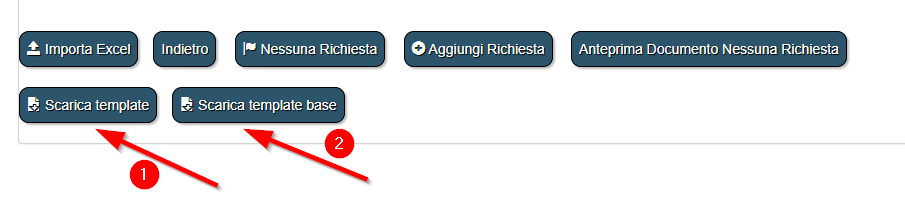 Importa Excel
Indietro
Nessuna Richiesta
Aggiungi Richiesta
Anteprima Documento Nessuna Richiesta
Scarica template
Scarica template base
1
2